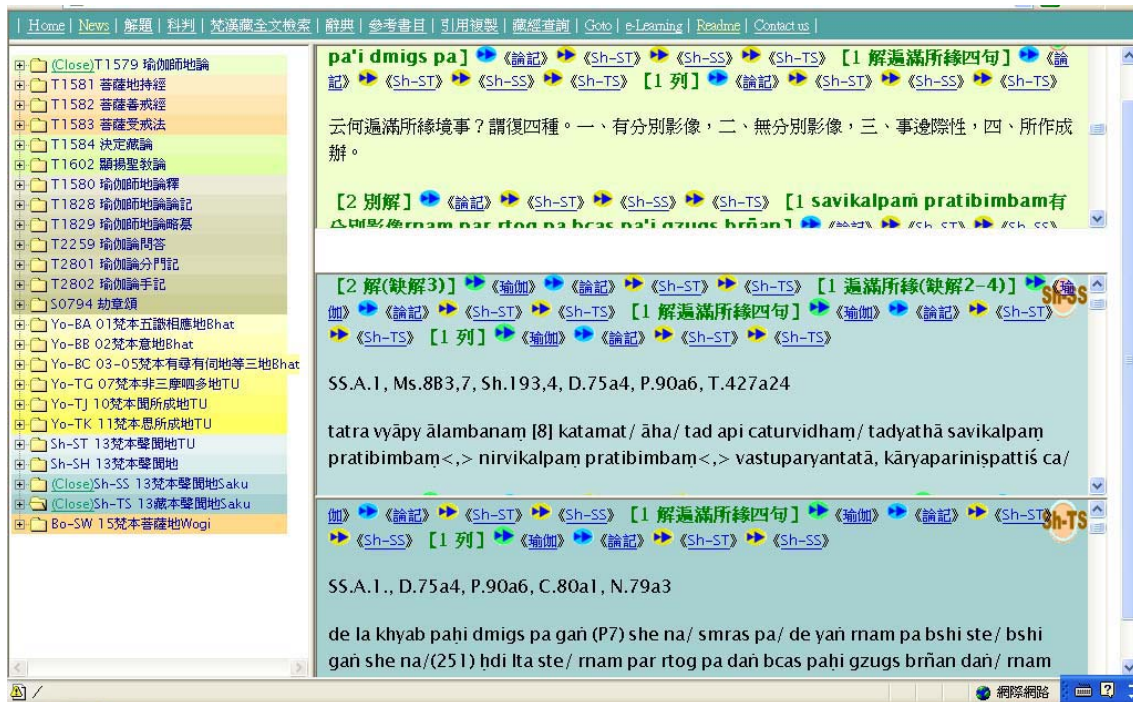 | Home | News | 解題 | 科判 | 梵漢藏全文檢索 | 辭典 | 參考書目 | 引用複製 | 藏經查詢 | Goto | e-Learning | Readme | Contact us |
(Close)T1579 瑜伽師地論
T1581 菩薩地持經
T1582 菩薩善戒經
T1583 菩薩受戒法
T1584 決定藏論
T1602 顯揚聖教論
T1580 瑜伽師地論釋
T1828 瑜伽師地論論記
T1829 瑜伽師地論略纂
T2259 瑜伽論問答
T2801 瑜伽論分門記
T2802 瑜伽論手記
S0794 劫章頌
Yo-BA 01梵本五識相應地Bhat
Yo-BB 02梵本意地Bhat
Yo-BC 03-05梵本有尋有伺地等三地Bhat
Yo-TG 07梵本非三摩呬多地TU
Yo-TJ 10梵本聞所成地TU
Yo-TK 11梵本思所成地TU
Sh-ST 13梵本聲聞地TU
Sh-SH 13梵本聲聞地
(Close)Sh-SS 13梵本聲聞地Saku
(Close)Sh-TS 13藏本聲聞地Saku
Bo-SW 15梵本菩薩地Wogi
pa'i dmigs pa] 《論記》 《Sh-ST》 《Sh-SS》 《Sh-TS》 [1 解遍滿所緣四句] 《論
記》 《Sh-ST》 《Sh-SS》 《Sh-TS》 [1 列] 《論記》 《Sh-ST》 《Sh-SS》 《Sh-TS》
云何遍滿所緣境事？謂復四種。一、有分別影像，二、無分別影像，三、事邊際性，四、所作成
辦。
[2 別解] 《論記》 《Sh-ST》 《Sh-SS》 《Sh-TS》 [1 savikalpaṁ pratibimbam有
分別影像rnam par rtog pa bcas pa'i gzugs brñan] 《論記》 《Sh-ST》 《Sh-SS》
[2 解(缺解3)] 《瑜伽》 《論記》 《Sh-ST》 《Sh-TS》 [1 遍滿所緣(缺解2-4)] 《瑜
Sh-SS
伽》 《論記》 《Sh-ST》 《Sh-TS》 [1 解遍滿所緣四句] 《瑜伽》 《論記》 《Sh-ST》
《Sh-TS》 [1 列] 《瑜伽》 《論記》 《Sh-ST》 《Sh-TS》
SS.A.1, Ms.8B3,7, Sh.193,4, D.75a4, P.90a6, T.427a24
tatra vyāpy ālambanaṃ [8] katamat/ āha/ tad api caturvidhaṃ/ tadyathā savikalpaṃ
pratibimbaṃ<,> nirvikalpaṃ pratibimbaṃ<,> vastuparyantatā, kāryapariniṣpattiś ca/
伽》 《論記》 《Sh-ST》 《Sh-SS》 [1 解遍滿所緣四句] 《瑜伽》 《論記》 《Sh-ST》
Sh-TS
《Sh-SS》 [1 列] 《瑜伽》 《論記》 《Sh-ST》 《Sh-SS》
SS.A.1., D.75a4, P.90a6, C.80a1, N.79a3
de la khyab paḥi dmigs pa gaṅ (P7) she na/ smras pa/ de yaṅ rnam pa bshi ste/ bshi
gaṅ she na/(251) ḥdi lta ste/ rnam par rtog pa daṅ bcas paḥi gzugs brñan daṅ/ rnam
網際網路